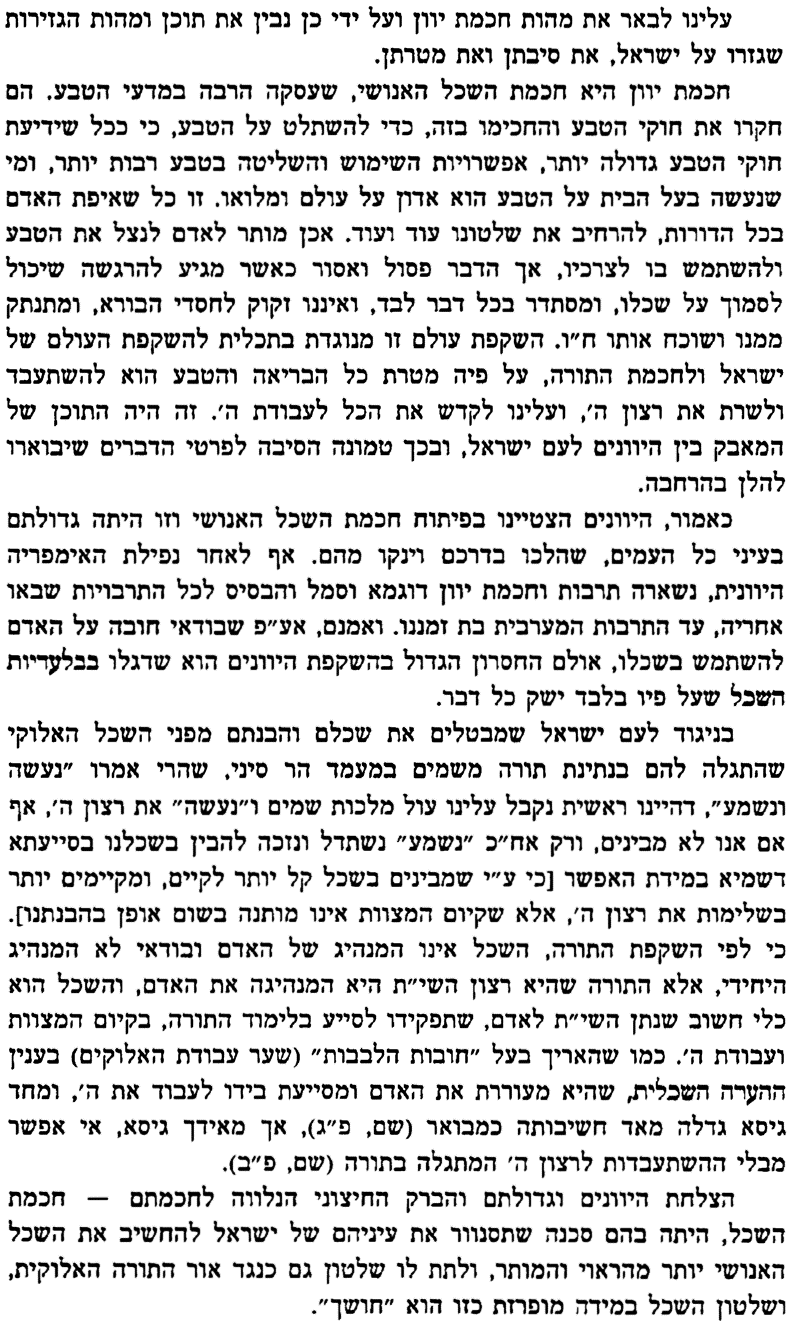 עלינו לבאר את מהות חכמת יוון ועל ידי כן נבין את תוכן ומהות הגזירות
שגזרו על ישראל, את סיבתן ואת מטרתן.
חכמת יוון היא חכמת השכל האנושי, שעסקה הרבה במדעי הטבע. הם
חקרו את חוקי הטבע והחכימו בזה, כדי להשתלט על הטבע, כי ככל שידיעת
חוקי הטבע גדולה יותר, אפשרויות השימוש והשליטה בטבע רבות יותר, ומי
שנעשה בעל הבית על הטבע הוא אדון על עולם ומלואו. זו כל שאיפת האדם
בכל הדורות, להרחיב את שלטונו עוד ועוד. אכן מותר לאדם לנצל את הטבע
ולהשתמש בו לצרכיו, אך הדבר פסול ואסור כאשר מגיע להרגשה שיכול
לסמוך על שכלו, ומסתדר בכל דבר לבד, ואיננו זקוק לחסדי הבורא, ומתנתק
ממנו ושוכח אותו ח״ו. השקפת עולם זו מנוגדת בתכלית להשקפת העולם של
ישראל ולחכמת התורה, על פיה מטרת כל הבריאה והטבע הוא להשתעבד
ולשרת את רצון ה׳, ועלינו לקדש את הכל לעבודת ה׳. זה היה התוכן של
המאבק בין היוונים לעם ישראל, ובכך טמונה הסיבה לפרטי הדברים שיבוארו
להלן בהרחבה.
כאמור, היוונים הצטיינו בפיתוח חכמת השכל האנושי וזו היתה גדולתם
בעיני כל העמים, שהלכו בדרכם וינקו מהם. אף לאחר נפילת האימפריה
היוונית, נשארה תרבות וחכמת יוון דוגמא וסמל והבסיס לכל התרבויות שבאו
אחריה, עד התרבות המערבית בת זמננו. ואמנם, אע״פ שבודאי חובה על האדם
להשתמש בשכלו, אולם החסרון הגדול בהשקפת היוונים הוא שדגלו בבלעדיות
השכל שעל פיו בלבד ישק כל דבר.
בניגוד לעם ישראל שמבטלים את שכלם והבנתם מפני השכל האלוקי
שהתגלה להם בנתינת תורה משמים במעמד הר סיני, שהרי אמרו ״נעשה
ונשמע״, דהיינו ראשית נקבל עלינו עול מלכות שמים ו״נעשה״ את רצון ה׳, אף
אם אנו לא מבינים, ורק אח״כ ״נשמע״ נשתדל ונזכה להבין בשכלנו בסייעתא
דשמיא במידת האפשר [כי ע״י שמבינים בשכל קל יותר לקיים, ומקיימים יותר
בשלימות את רצון ה׳, אלא שקיום המצוות אינו מותנה בשום אופן בהבנתנו].
כי לפי השקפת התורה, השכל אינו המנהיג של האדם ובודאי לא המנהיג
היחידי, אלא התורה שהיא רצון השי״ת היא המנהיגה את האדם, והשכל הוא
כלי חשוב שנתן השי״ת לאדם, שתפקידו לסייע בלימוד התורה, בקיום המצוות
ועבודת ה׳. כמו שהאריך בעל ״חובות הלבבות״ (שער עבודת האלוקים) בענין
ההערה השכלית, שהיא מעוררת את האדם ומסייעת בידו לעבוד את ה׳, ומחד
גיסא גדלה מאד חשיבותה כמבואר (שם, פ״ג), אך מאידך גיסא, אי אפשר
מבלי ההשתעבדות לרצון ה׳ המתגלה בתורה (שם, פ״ב).
הצלחת היוונים וגדולתם והברק החיצוני הנלווה לחכמתם — חכמת
השכל, היתה בהם סכנה שתסנוור את עיניהם של ישראל להחשיב את השכל
האנושי יותר מהראוי והמותר, ולתת לו שלטון גם כנגד אור התורה האלוקית,
ושלטון השכל במידה מופרזת כזו הוא ״חושך״.